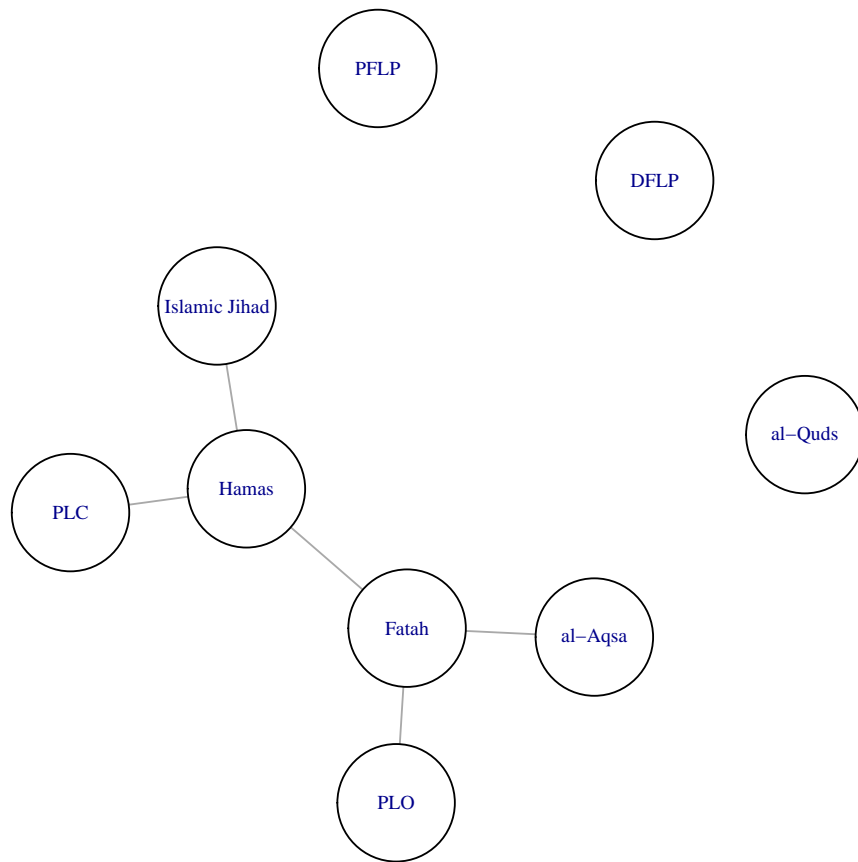 PFLP
DFLP
Islamic Jihad
al−Quds
Hamas
PLC
Fatah
al−Aqsa
PLO